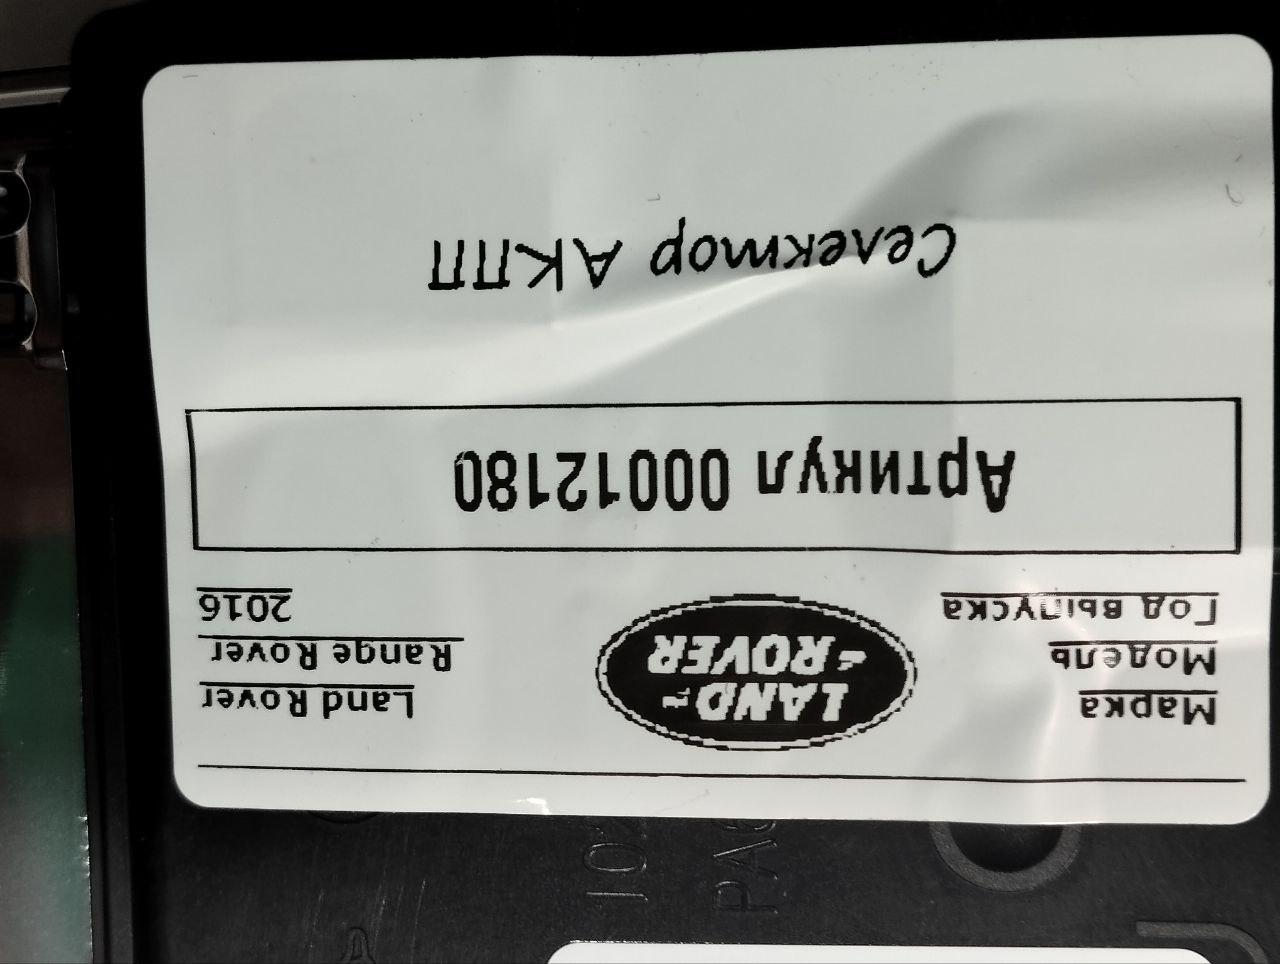 Марка
Land Rover
Модель
Range Rover
Год выпуска
2016
LAND-
-ROVER
Артикул 00012180
Селектор АКПП